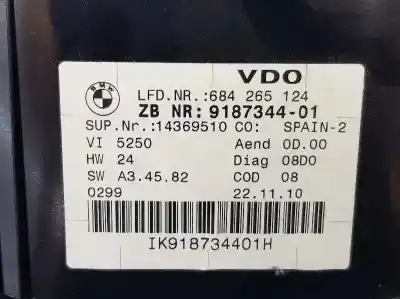 BMW
VDO
LFD.NR.:684 265 124
ZB NR: 9187344-01
SUP.Nr.:14369510 CO: SPAIN-2
VI 5250 Aend 0D.00
HW 24 Diag 08D0
SW A3.45.82 COD 08
0299 22.11.10
IK918734401H